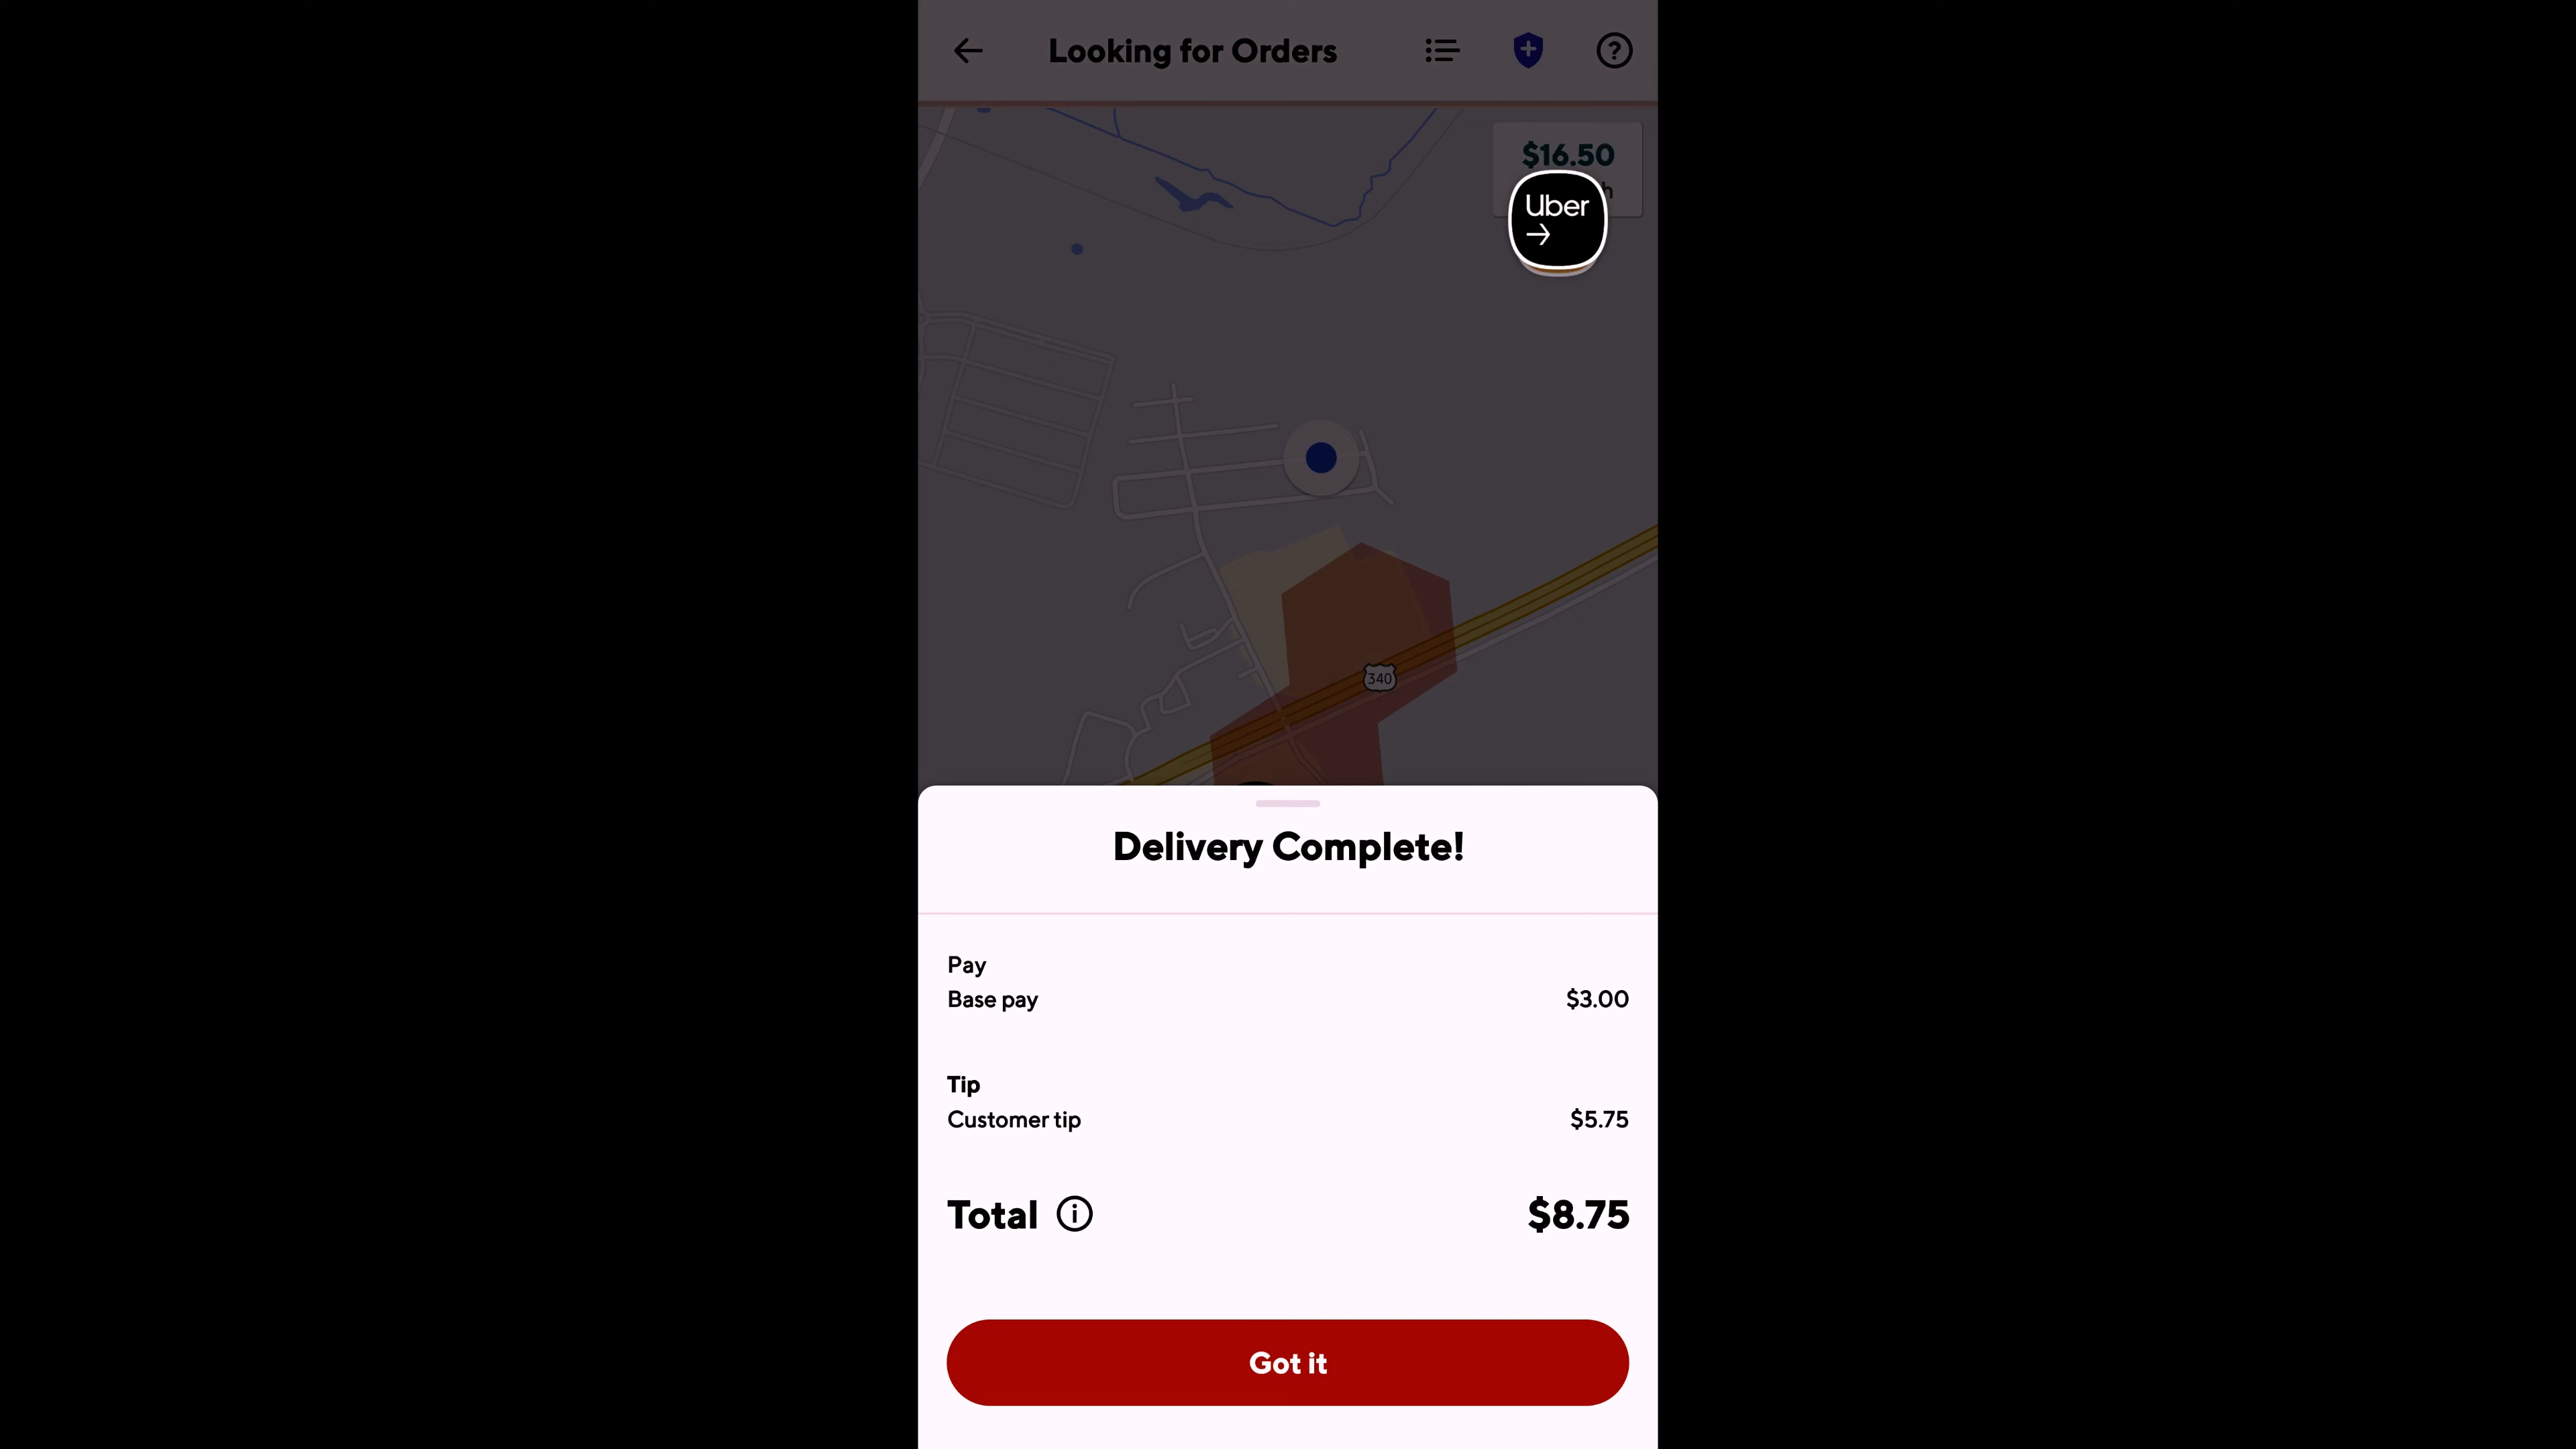 Looking for Orders
$16.50
Uber
340
Delivery Complete!
Pay
Base pay $3.00
Tip
Customer tip $5.75
Total $8.75
Got it